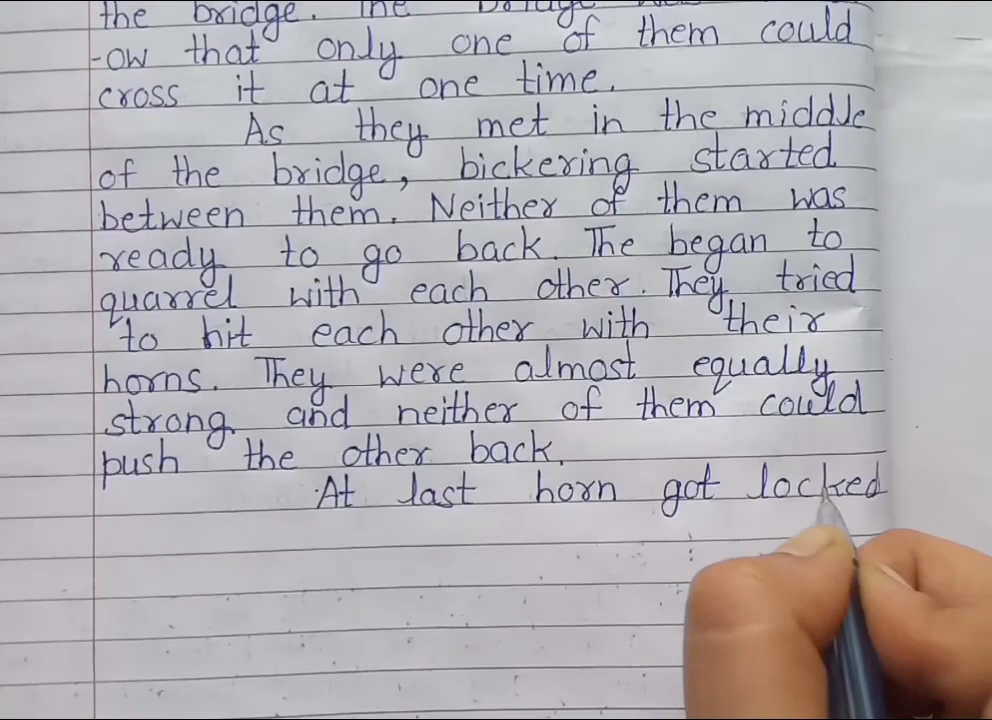 the bridge. The
-ow that only one of them could
cross it at one time.
As they met in the middle
of the bridge, bickering started
between them. Neither of them was
ready to go back. The began to
quarrel with each other. They tried
to hit each other with their
horns. They were almost equally
strong and neither of them could
push the other back.
At last horn got locked